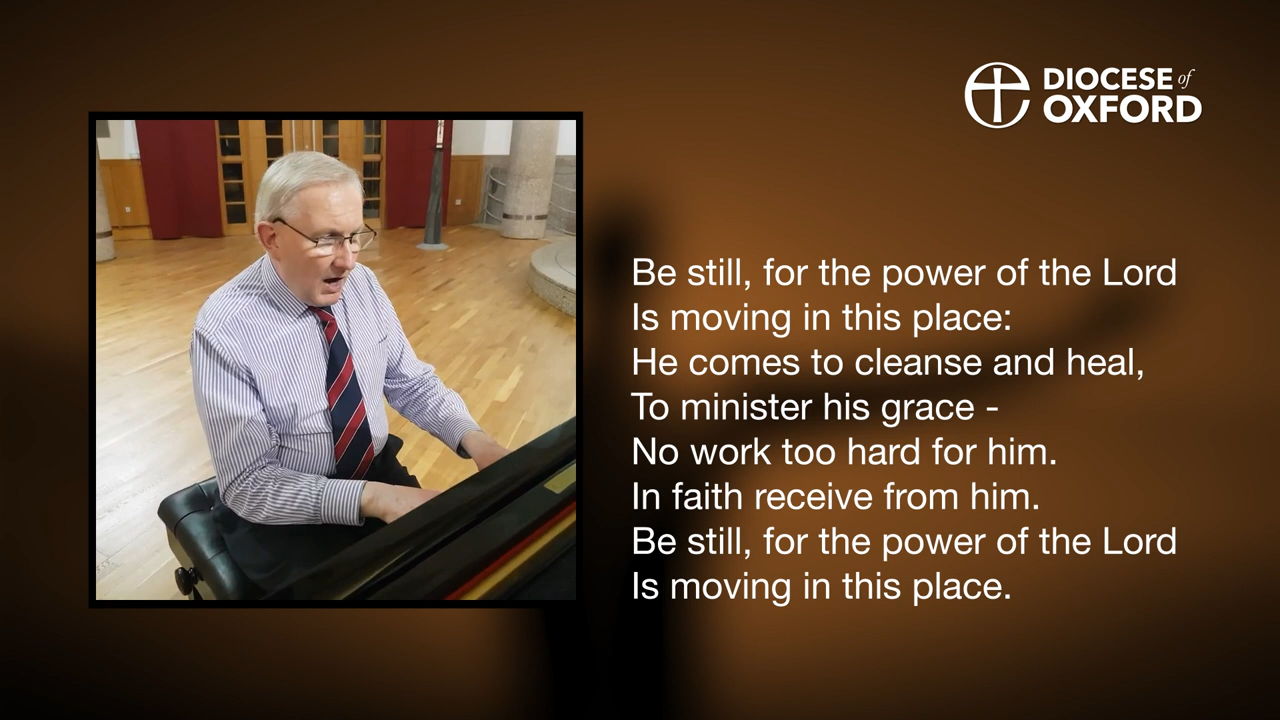 DIOCESE of
OXFORD
Be still, for the power of the Lord
Is moving in this place:
He comes to cleanse and heal,
To minister his grace -
No work too hard for him.
In faith receive from him.
Be still, for the power of the Lord
Is moving in this place.